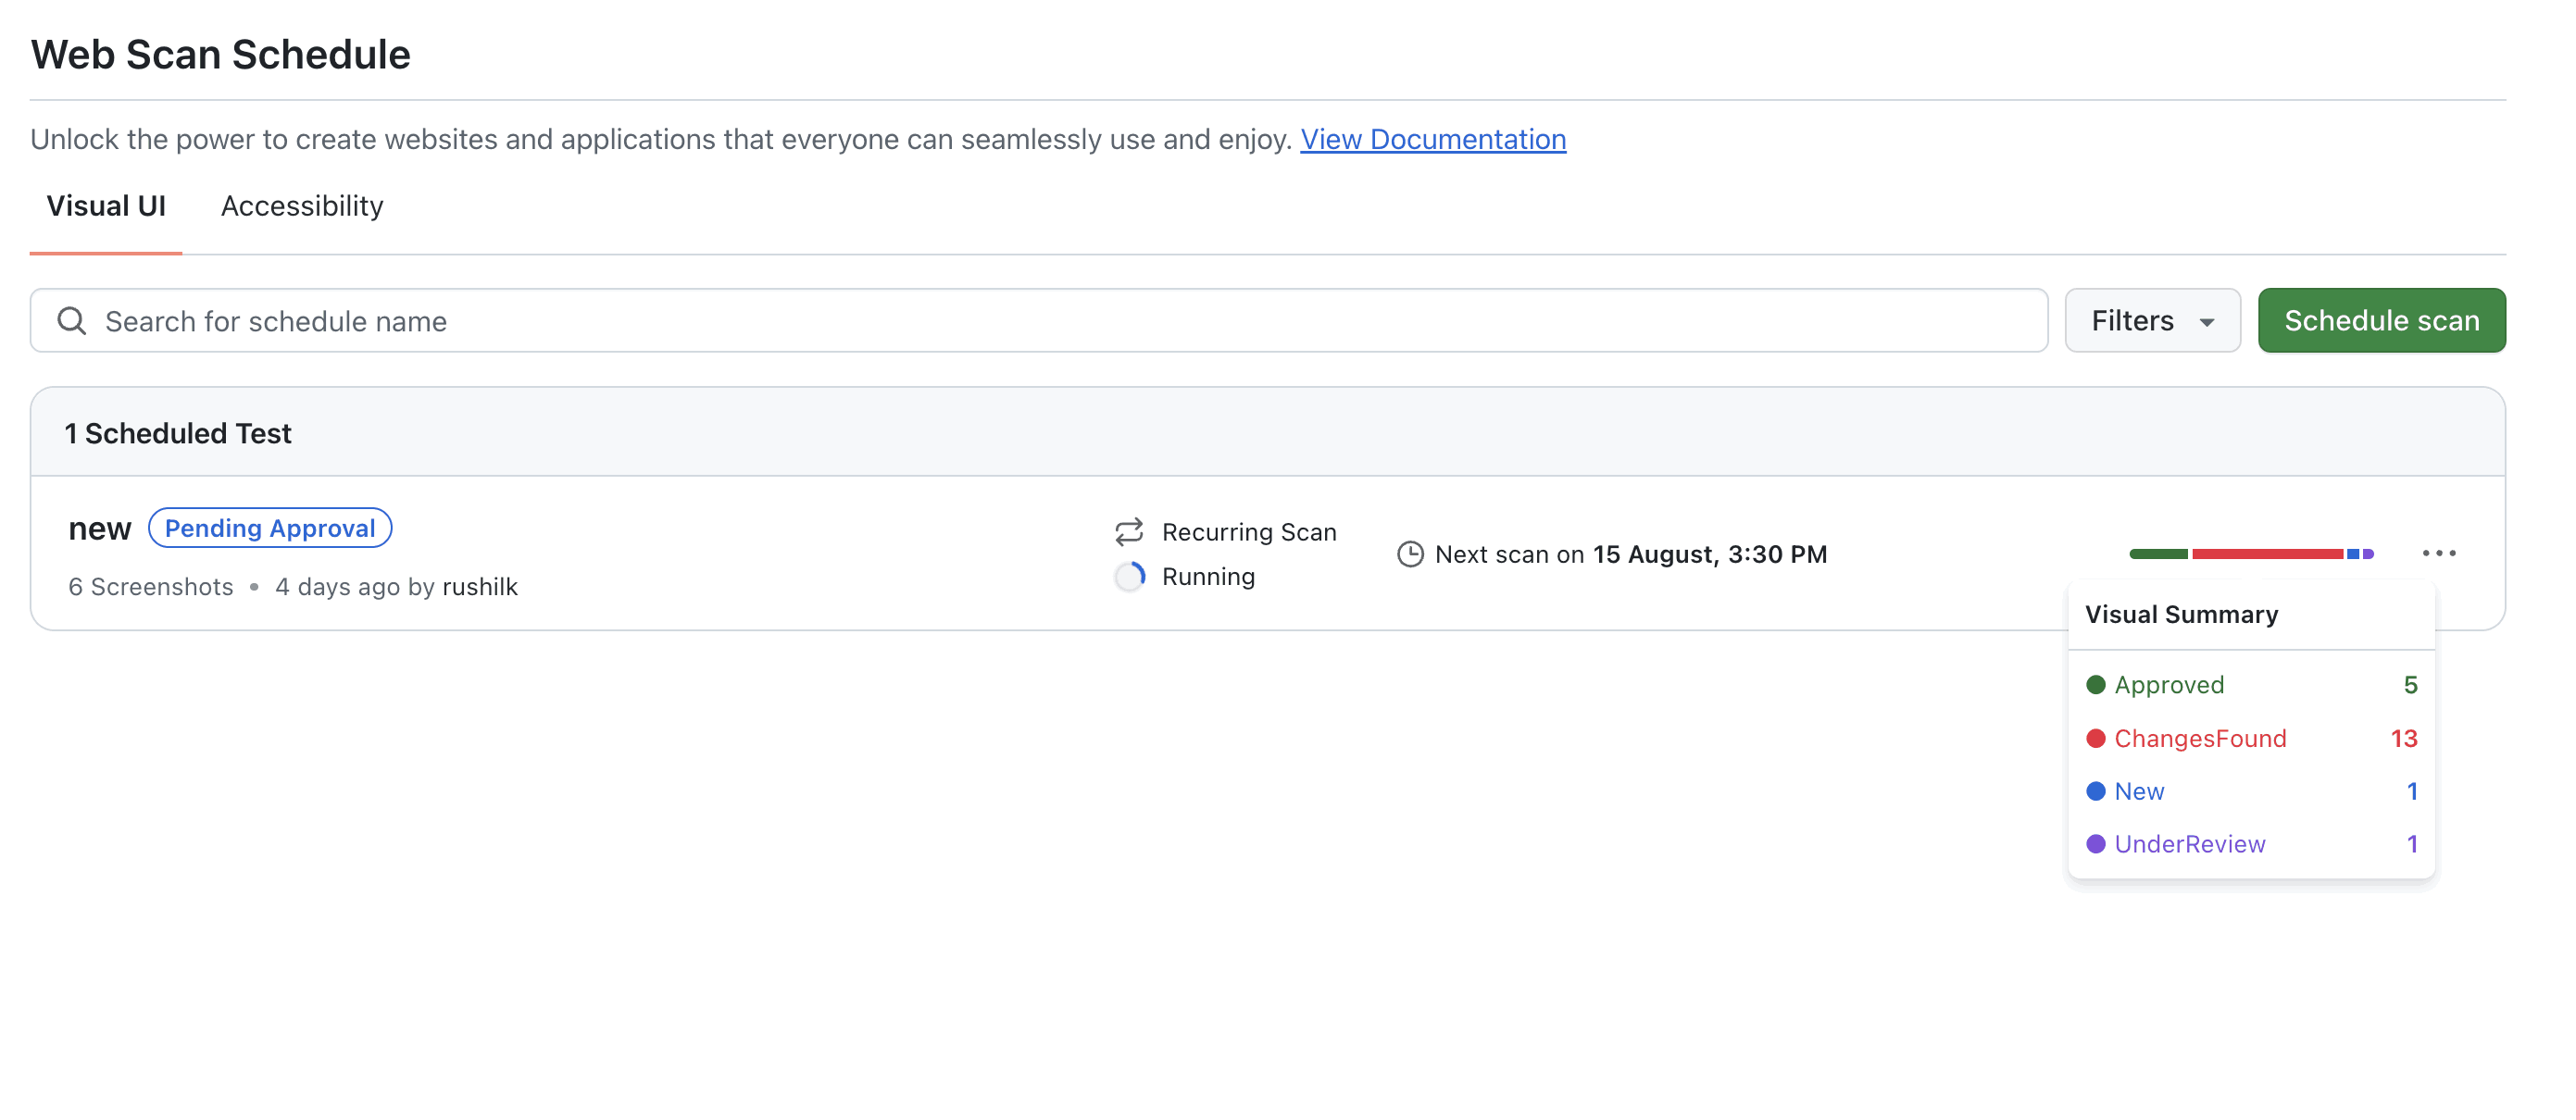 Web Scan Schedule
Unlock the power to create websites and applications that everyone can seamlessly use and enjoy. View Documentation
Visual UI Accessibility
Search for schedule name Filters Schedule scan
1 Scheduled Test
new Pending Approval
6 Screenshots • 4 days ago by rushilk
Recurring Scan
Running
Next scan on 15 August, 3:30 PM
Visual Summary
Approved 5
ChangesFound 13
New 1
UnderReview 1